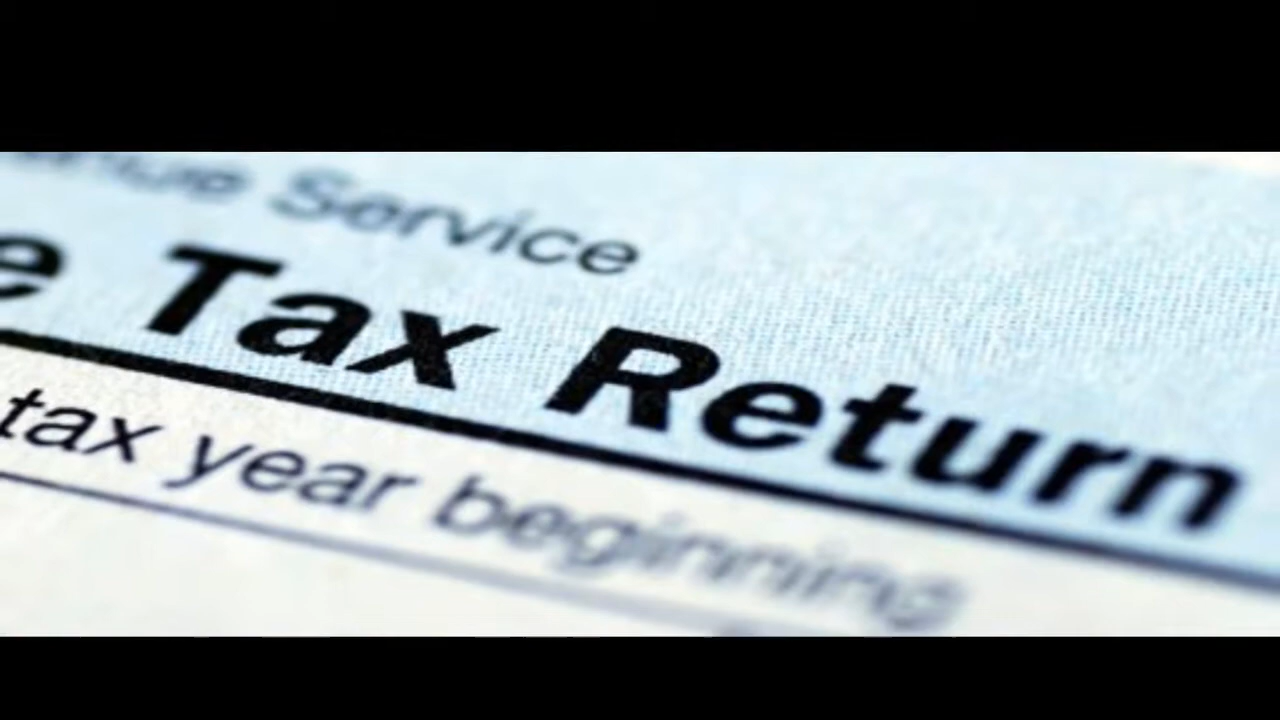 Service
e Tax Return
tax year beginning